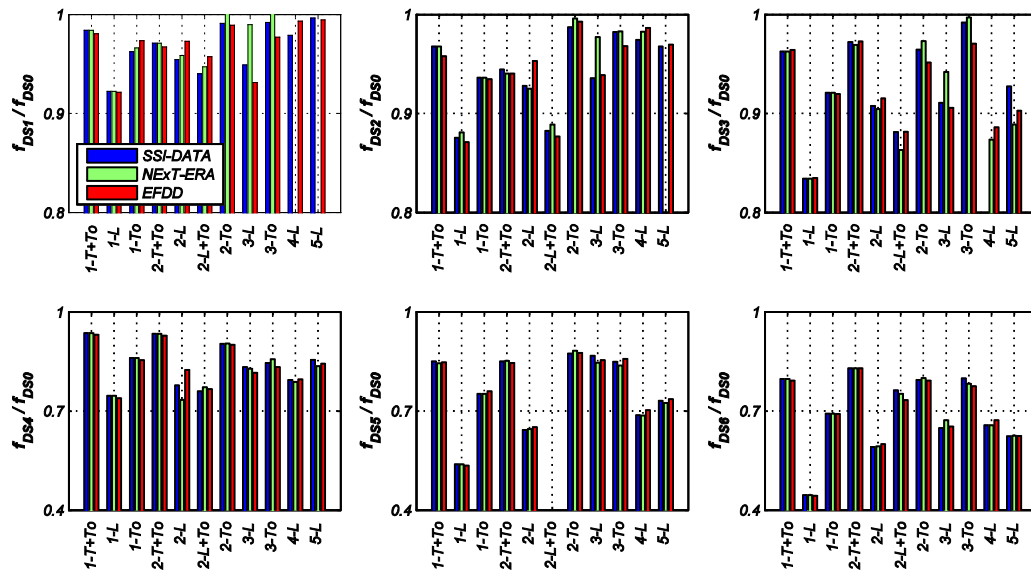 f_DS1 / f_DS0
1
0.9
0.8
SSI-DATA
NExT-ERA
EFDD
1-T+To
1-L
1-To
2-T+To
2-L
2-L+To
2-To
3-L
3-To
4-L
5-L
f_DS2 / f_DS0
1
0.9
0.8
1-T+To
1-L
1-To
2-T+To
2-L
2-L+To
2-To
3-L
3-To
4-L
5-L
f_DS3 / f_DS0
1
0.9
0.8
1-T+To
1-L
1-To
2-T+To
2-L
2-L+To
2-To
3-L
3-To
4-L
5-L
f_DS4 / f_DS0
1
0.7
0.4
1-T+To
1-L
1-To
2-T+To
2-L
2-L+To
2-To
3-L
3-To
4-L
5-L
f_DS5 / f_DS0
1
0.7
0.4
1-T+To
1-L
1-To
2-T+To
2-L
2-L+To
2-To
3-L
3-To
4-L
5-L
f_DS6 / f_DS0
1
0.7
0.4
1-T+To
1-L
1-To
2-T+To
2-L
2-L+To
2-To
3-L
3-To
4-L
5-L